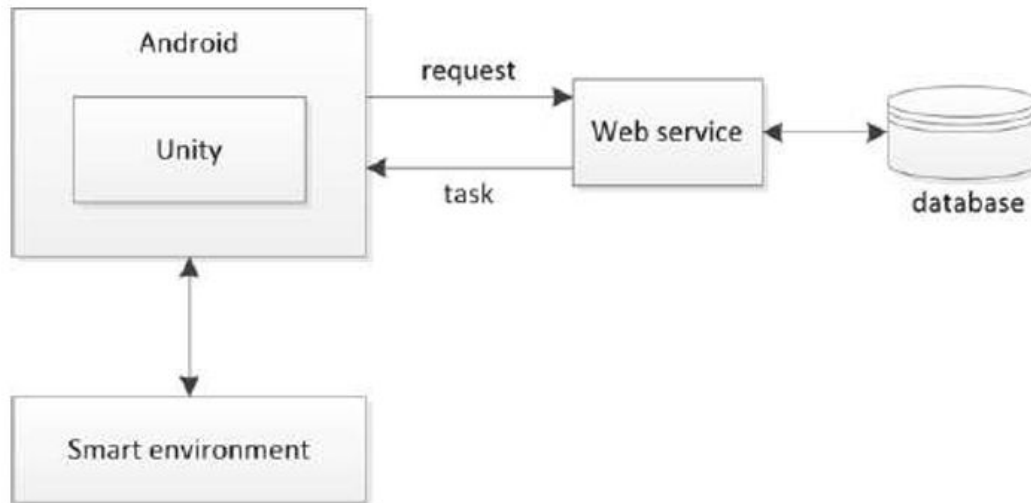 Android
request
Unity
Web service
task
database
Smart environment